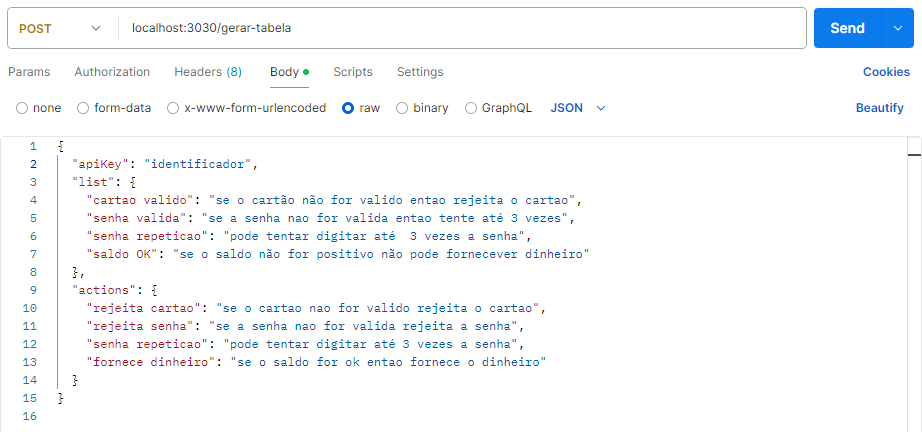 POST localhost:3030/gerar-tabela Send
Params Authorization Headers (8) Body Scripts Settings Cookies
none form-data x-www-form-urlencoded raw binary GraphQL JSON Beautify
1 {
2 "apiKey": "identificador",
3 "list": {
4 "cartao valido": "se o cartão não for valido entao rejeita o cartao",
5 "senha valida": "se a senha nao for valida entao tente até 3 vezes",
6 "senha repeticao": "pode tentar digitar até  3 vezes a senha",
7 "saldo OK": "se o saldo não for positivo não pode fornecever dinheiro"
8 },
9 "actions": {
10 "rejeita cartao": "se o cartao nao for valido rejeita o cartao",
11 "rejeita senha": "se a senha nao for valida rejeita a senha",
12 "senha repeticao": "pode tentar digitar até 3 vezes a senha",
13 "fornece dinheiro": "se o saldo for ok entao fornece o dinheiro"
14 }
15 }
16